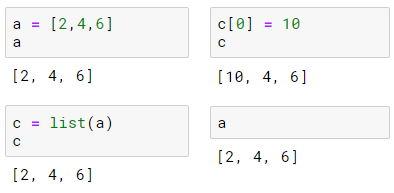 a = [2,4,6]
a
[2, 4, 6]
c = list(a)
c
[2, 4, 6]
c[0] = 10
c
[10, 4, 6]
a
[2, 4, 6]